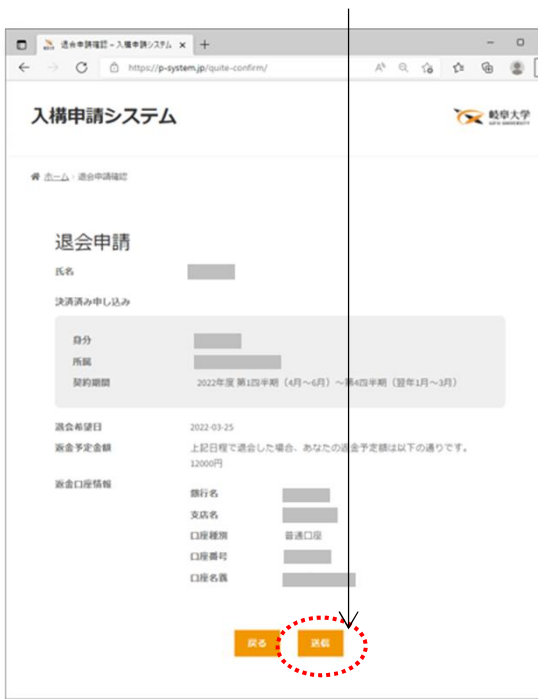 退会申請確認 – 入構申請システム
https://p-system.jp/quite-confirm/
入構申請システム
岐阜大学
GIFU UNIVERSITY
ホーム › 退会申請確認
退会申請
氏名
決済済み申し込み
身分
所属
契約期間 2022年度 第1四半期（4月～6月）～第4四半期（翌年1月～3月）
退会希望日 2022-03-25
返金予定金額 上記日程で退会した場合、あなたの返金予定額は以下の通りです。
12000円
返金口座情報
銀行名
支店名
口座種別 普通口座
口座番号
口座名義
戻る 送信